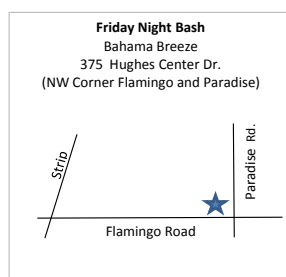 Friday Night Bash
Bahama Breeze
375 Hughes Center Dr.
(NW Corner Flamingo and Paradise)
Strip
Paradise Rd.
Flamingo Road